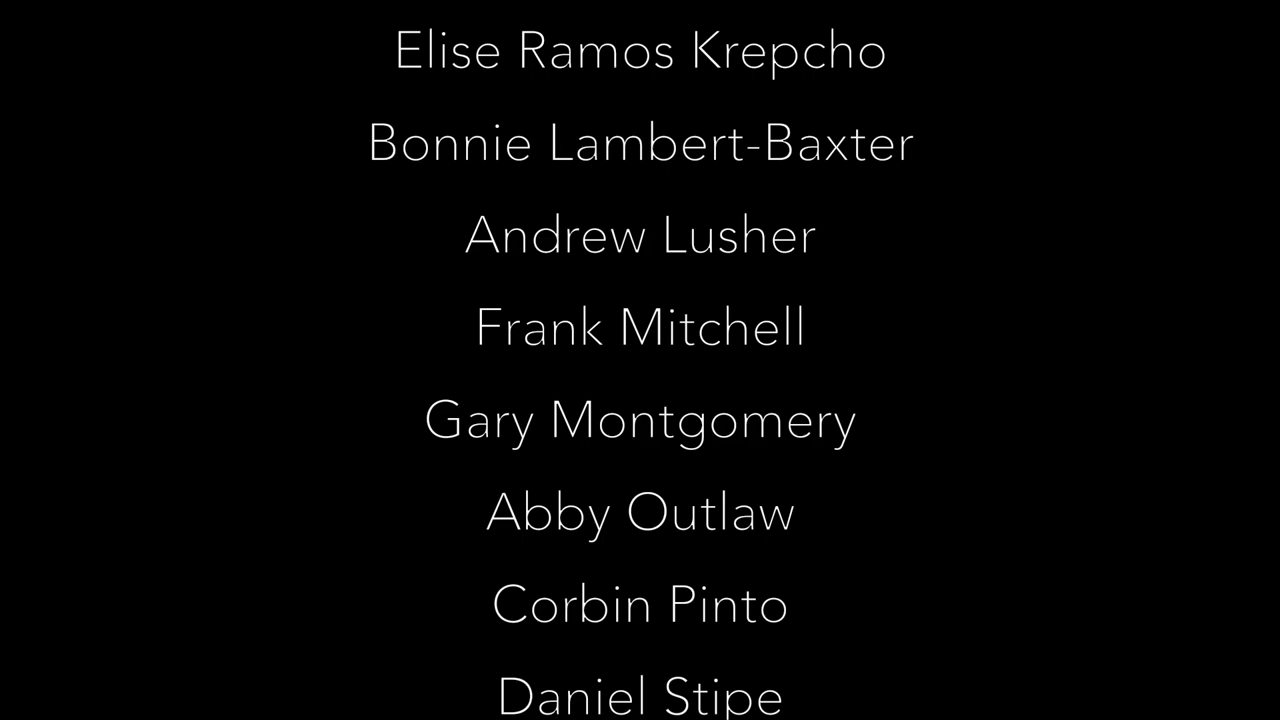 Elise Ramos Krepcho
Bonnie Lambert-Baxter
Andrew Lusher
Frank Mitchell
Gary Montgomery
Abby Outlaw
Corbin Pinto
Daniel Stipe